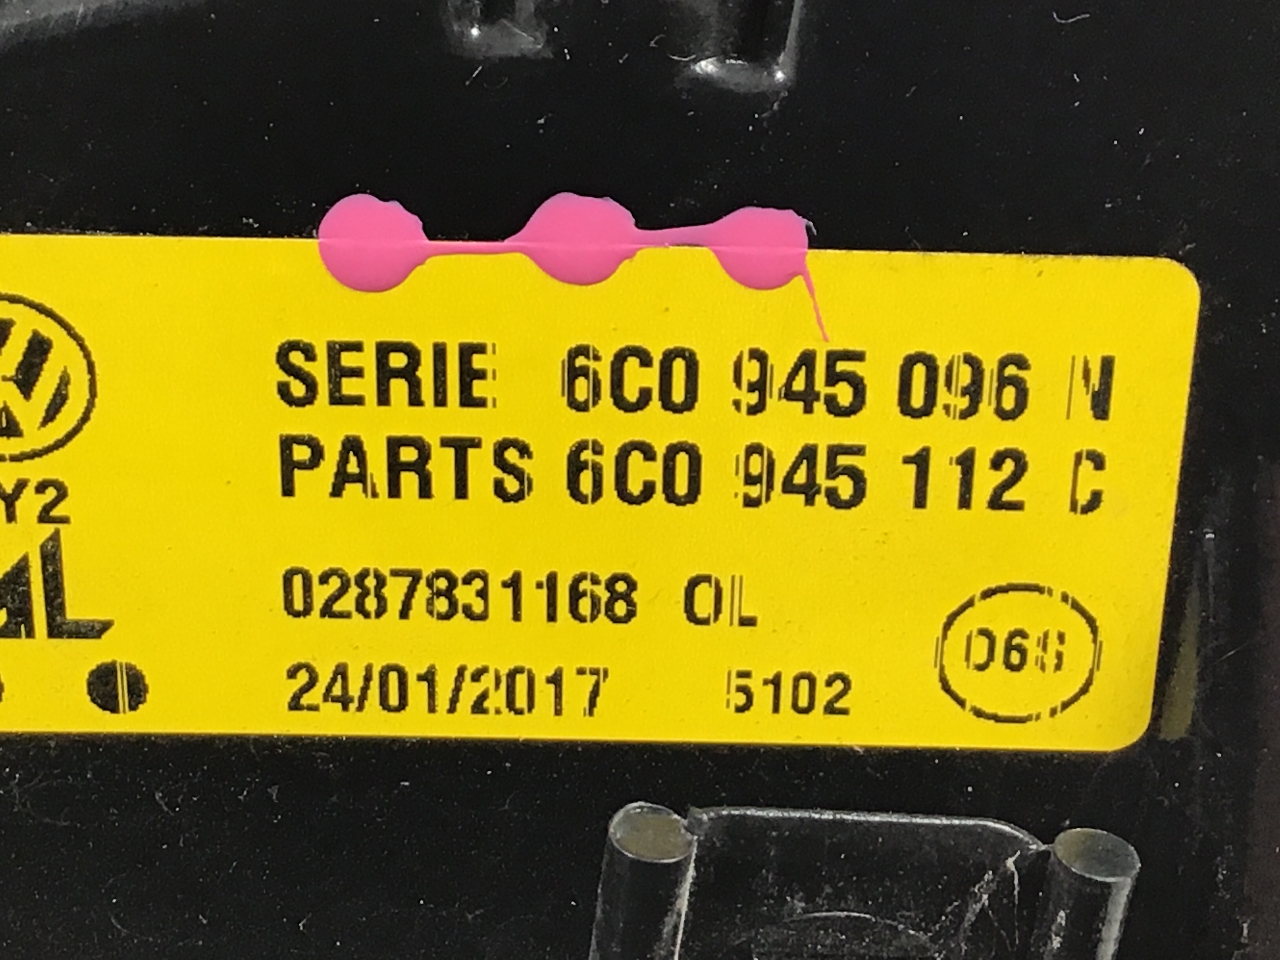 SERIE 6C0 945 096 N
PARTS 6C0 945 112 C
Y2
0287831168 OL
24/01/2017 5102